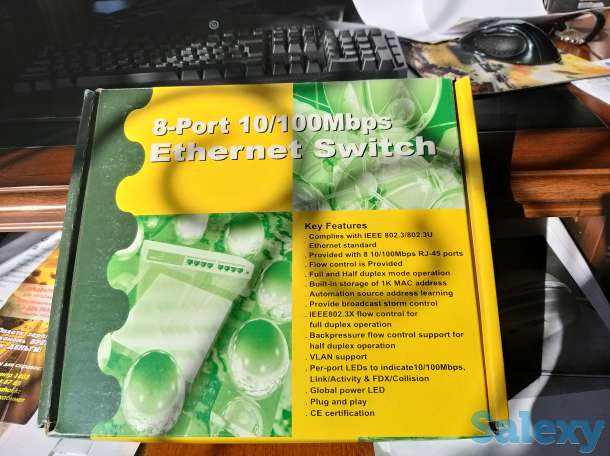 8-Port 10/100Mbps
Ethernet Switch
Key Features
. Complies with IEEE 802.3/802.3U
Ethernet standard
. Provided with 8 10/100Mbps RJ-45 ports
. Flow control is Provided
. Full and Half duplex mode operation
. Built-in storage of 1K MAC address
. Automation source address learning
. Provide broadcast storm control
. IEEE802.3X flow control for
full duplex operation
. Backpressure flow control support for
half duplex operation
. VLAN support
. Per-port LEDs to indicate10/100Mbps,
Link/Activity & FDX/Collision
. Global power LED
. Plug and play
. CE certification
Salexy